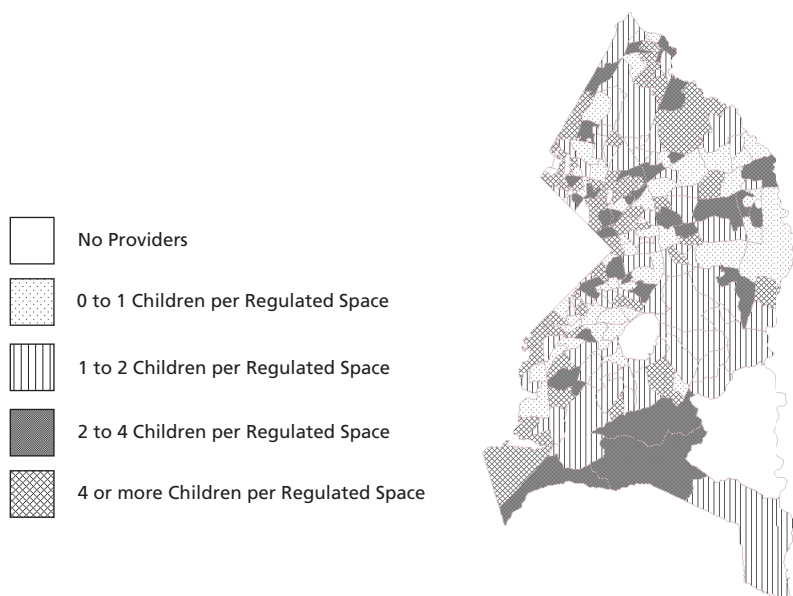 No Providers
0 to 1 Children per Regulated Space
1 to 2 Children per Regulated Space
2 to 4 Children per Regulated Space
4 or more Children per Regulated Space